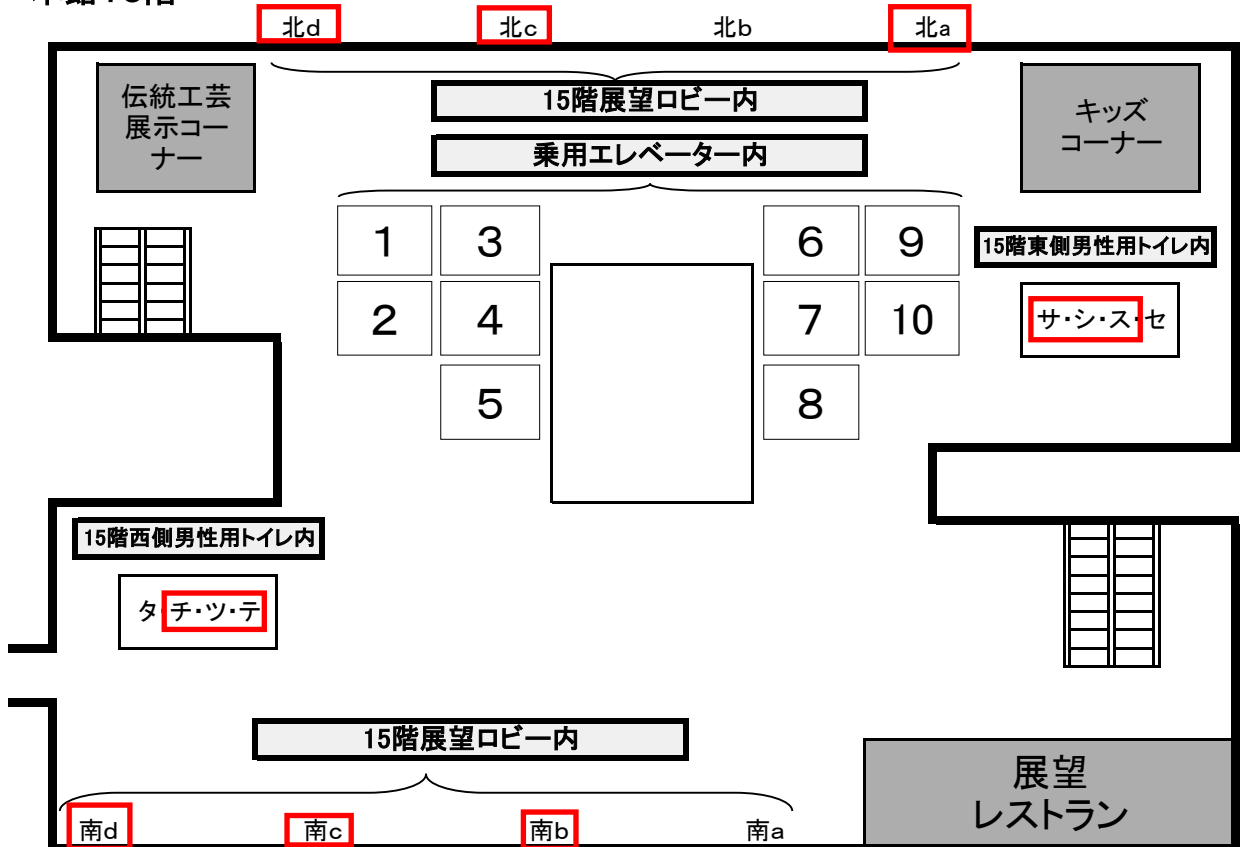 北d
北c
北b
北a
伝統工芸
展示コー
ナー
15階展望ロビー内
キッズ
コーナー
乗用エレベーター内
1
3
6
9
15階東側男性用トイレ内
2
4
7
10
サ・シ・ス・セ
5
8
15階西側男性用トイレ内
タ・チ・ツ・テ
15階展望ロビー内
展望
レストラン
南d
南c
南b
南a